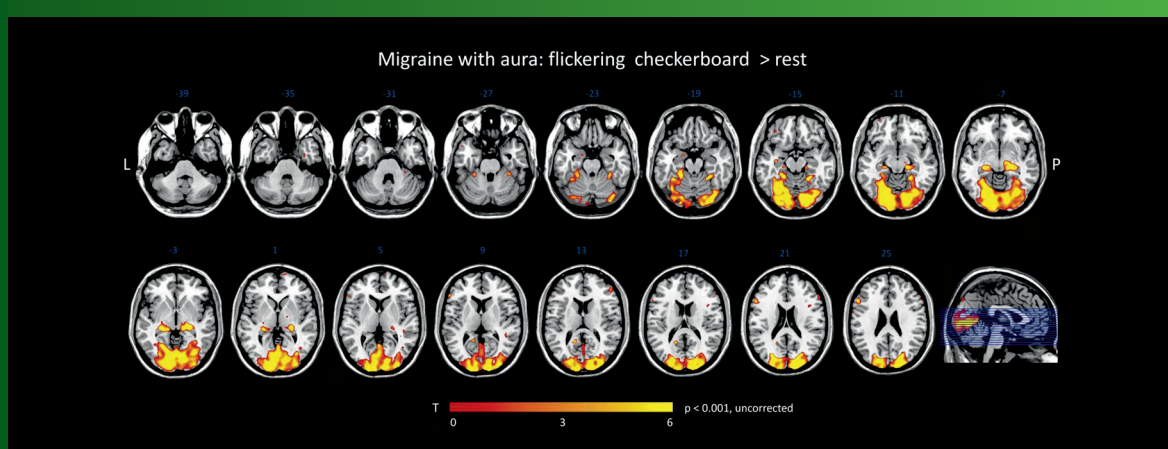 Migraine with aura: flickering checkerboard > rest
-39 -35 -31 -27 -23 -19 -15 -11 -7
L P
-3 1 5 9 13 17 21 25
T p < 0.001, uncorrected
0 3 6